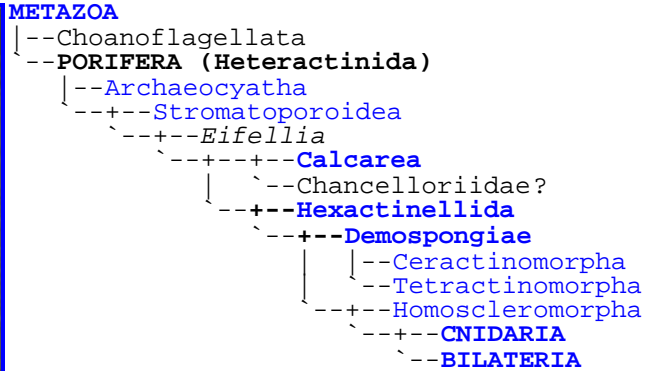 METAZOA
|--Choanoflagellata
`--PORIFERA (Heteractinida)
   |--Archaeocyatha
   `--+--Stromatoporoidea
      `--+--Eifellia
         `--+--+--Calcarea
            |  `--Chancelloriidae?
            `--+--Hexactinellida
               `--+--Demospongiae
                  |  |--Ceractinomorpha
                  |  `--Tetractinomorpha
                  `--+--Homoscleromorpha
                     `--+--CNIDARIA
                        `--BILATERIA